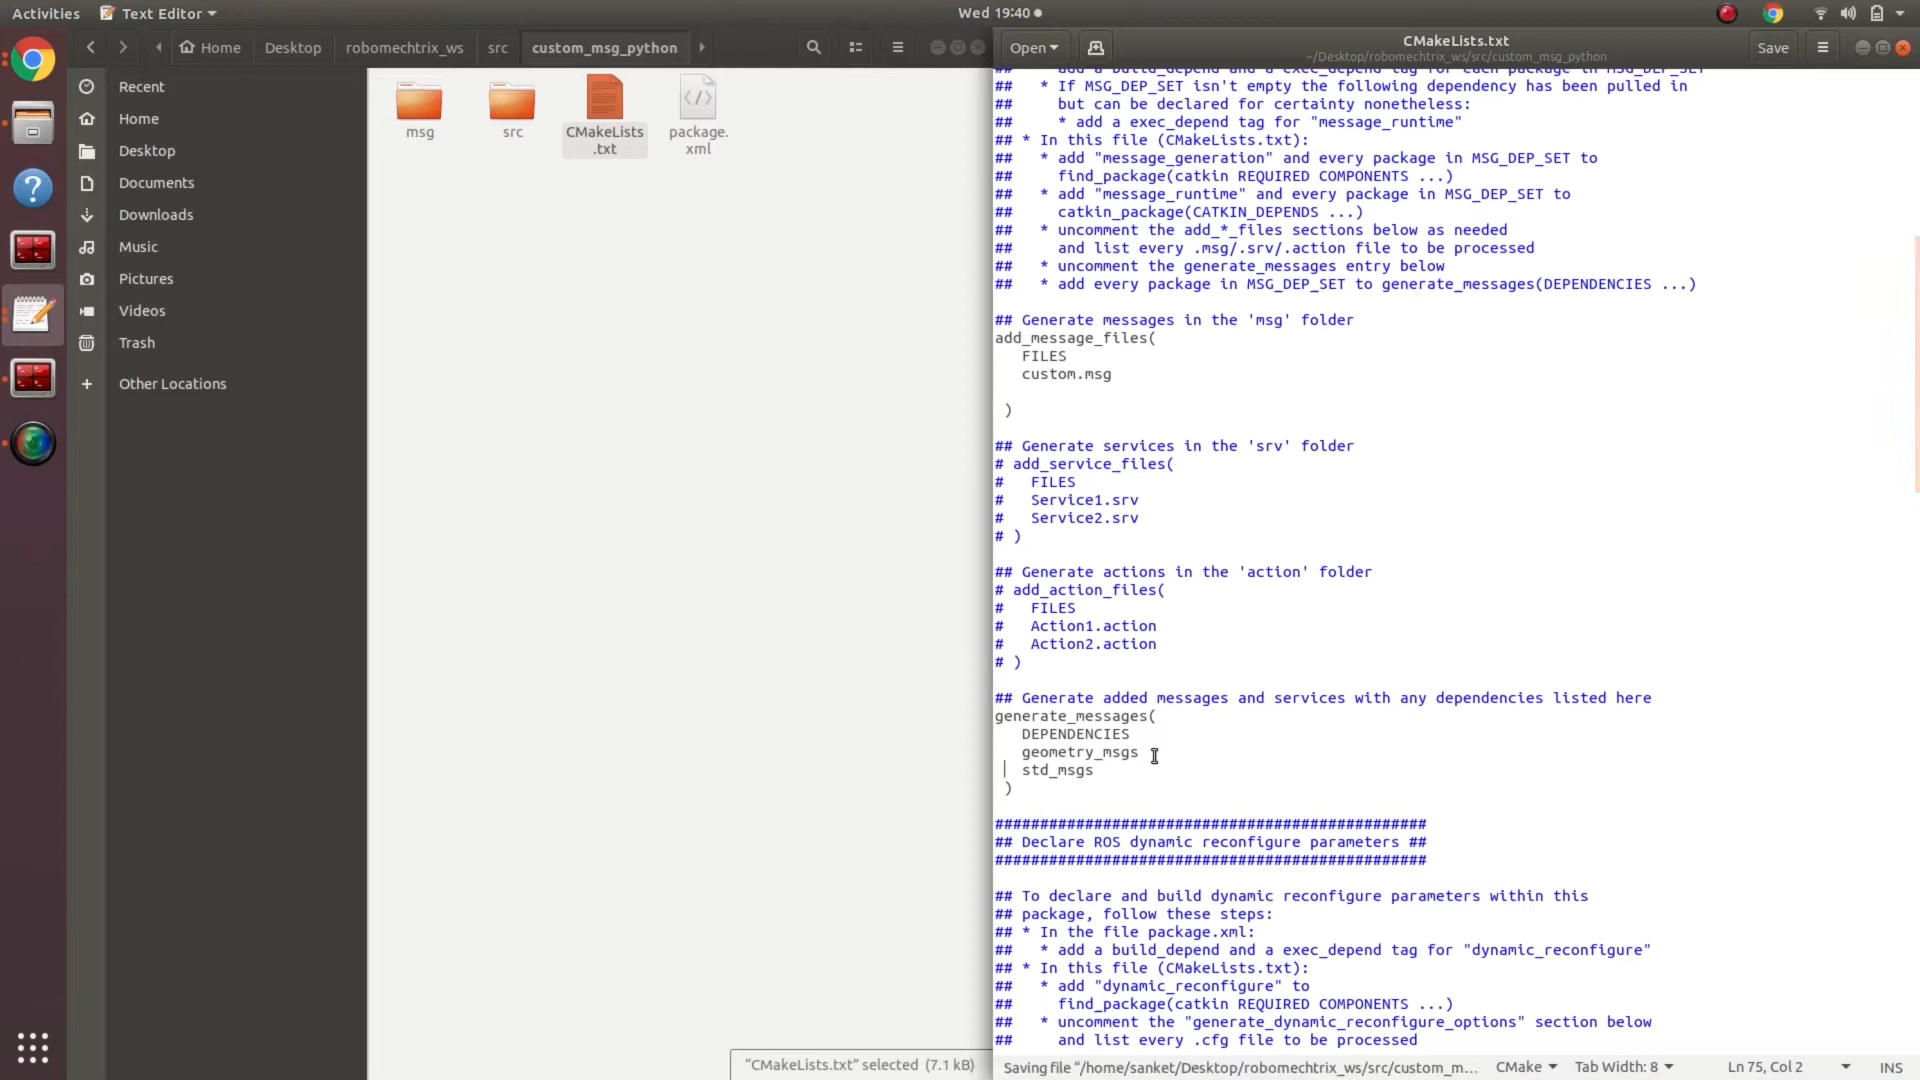 Activities
Text Editor
Wed 19:40
Home
Desktop
robomechtrix_ws
src
custom_msg_python
Open
CMakeLists.txt
~/Desktop/robomechtrix_ws/src/custom_msg_python
Save
Recent
Home
Desktop
Documents
Downloads
Music
Pictures
Videos
Trash
Other Locations
msg
src
CMakeLists
.txt
package.
xml
"CMakeLists.txt" selected (7.1 kB)
##     add a build_depend and a exec_depend tag for each package in MSG_DEP_SET
##   * If MSG_DEP_SET isn't empty the following dependency has been pulled in
##     but can be declared for certainty nonetheless:
##     * add a exec_depend tag for "message_runtime"
## * In this file (CMakeLists.txt):
##   * add "message_generation" and every package in MSG_DEP_SET to
##     find_package(catkin REQUIRED COMPONENTS ...)
##   * add "message_runtime" and every package in MSG_DEP_SET to
##     catkin_package(CATKIN_DEPENDS ...)
##   * uncomment the add_*_files sections below as needed
##     and list every .msg/.srv/.action file to be processed
##   * uncomment the generate_messages entry below
##   * add every package in MSG_DEP_SET to generate_messages(DEPENDENCIES ...)
## Generate messages in the 'msg' folder
add_message_files(
   FILES
   custom.msg
 )
## Generate services in the 'srv' folder
# add_service_files(
#   FILES
#   Service1.srv
#   Service2.srv
# )
## Generate actions in the 'action' folder
# add_action_files(
#   FILES
#   Action1.action
#   Action2.action
# )
## Generate added messages and services with any dependencies listed here
generate_messages(
   DEPENDENCIES
   geometry_msgs
   std_msgs
 )
################################################
## Declare ROS dynamic reconfigure parameters ##
################################################
## To declare and build dynamic reconfigure parameters within this
## package, follow these steps:
## * In the file package.xml:
##   * add a build_depend and a exec_depend tag for "dynamic_reconfigure"
## * In this file (CMakeLists.txt):
##   * add "dynamic_reconfigure" to
##     find_package(catkin REQUIRED COMPONENTS ...)
##   * uncomment the "generate_dynamic_reconfigure_options" section below
##     and list every .cfg file to be processed
Saving file "/home/sanket/Desktop/robomechtrix_ws/src/custom_m...
CMake
Tab Width: 8
Ln 75, Col 2
INS